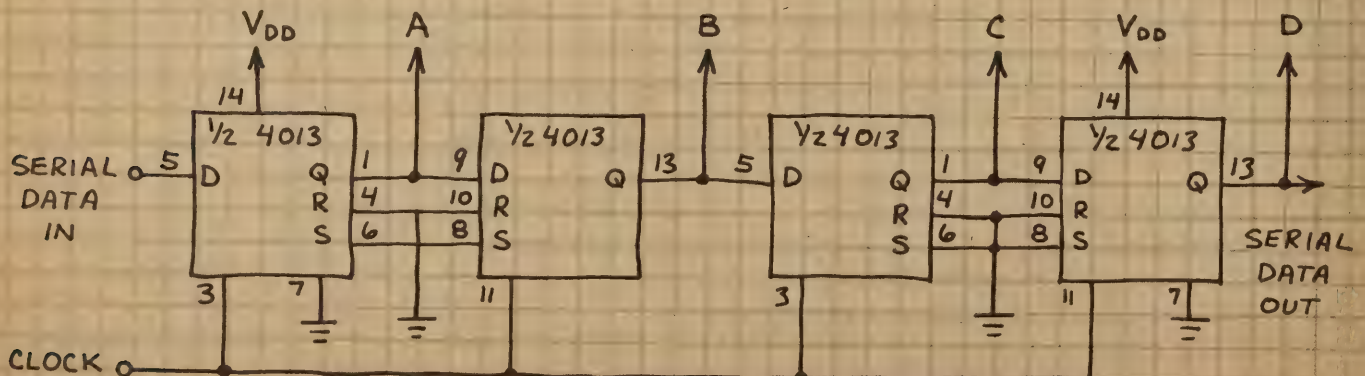 VDD A B C VDD D
14 14
1/2 4013 1/2 4013 1/2 4013 1/2 4013
SERIAL DATA IN 5 D Q 1 9 D Q 13 5 D Q 1 9 D Q 13
R 4 10 R R 4 10 R
S 6 8 S S 6 8 S
SERIAL DATA OUT
3 7 11 3 11 7
CLOCK